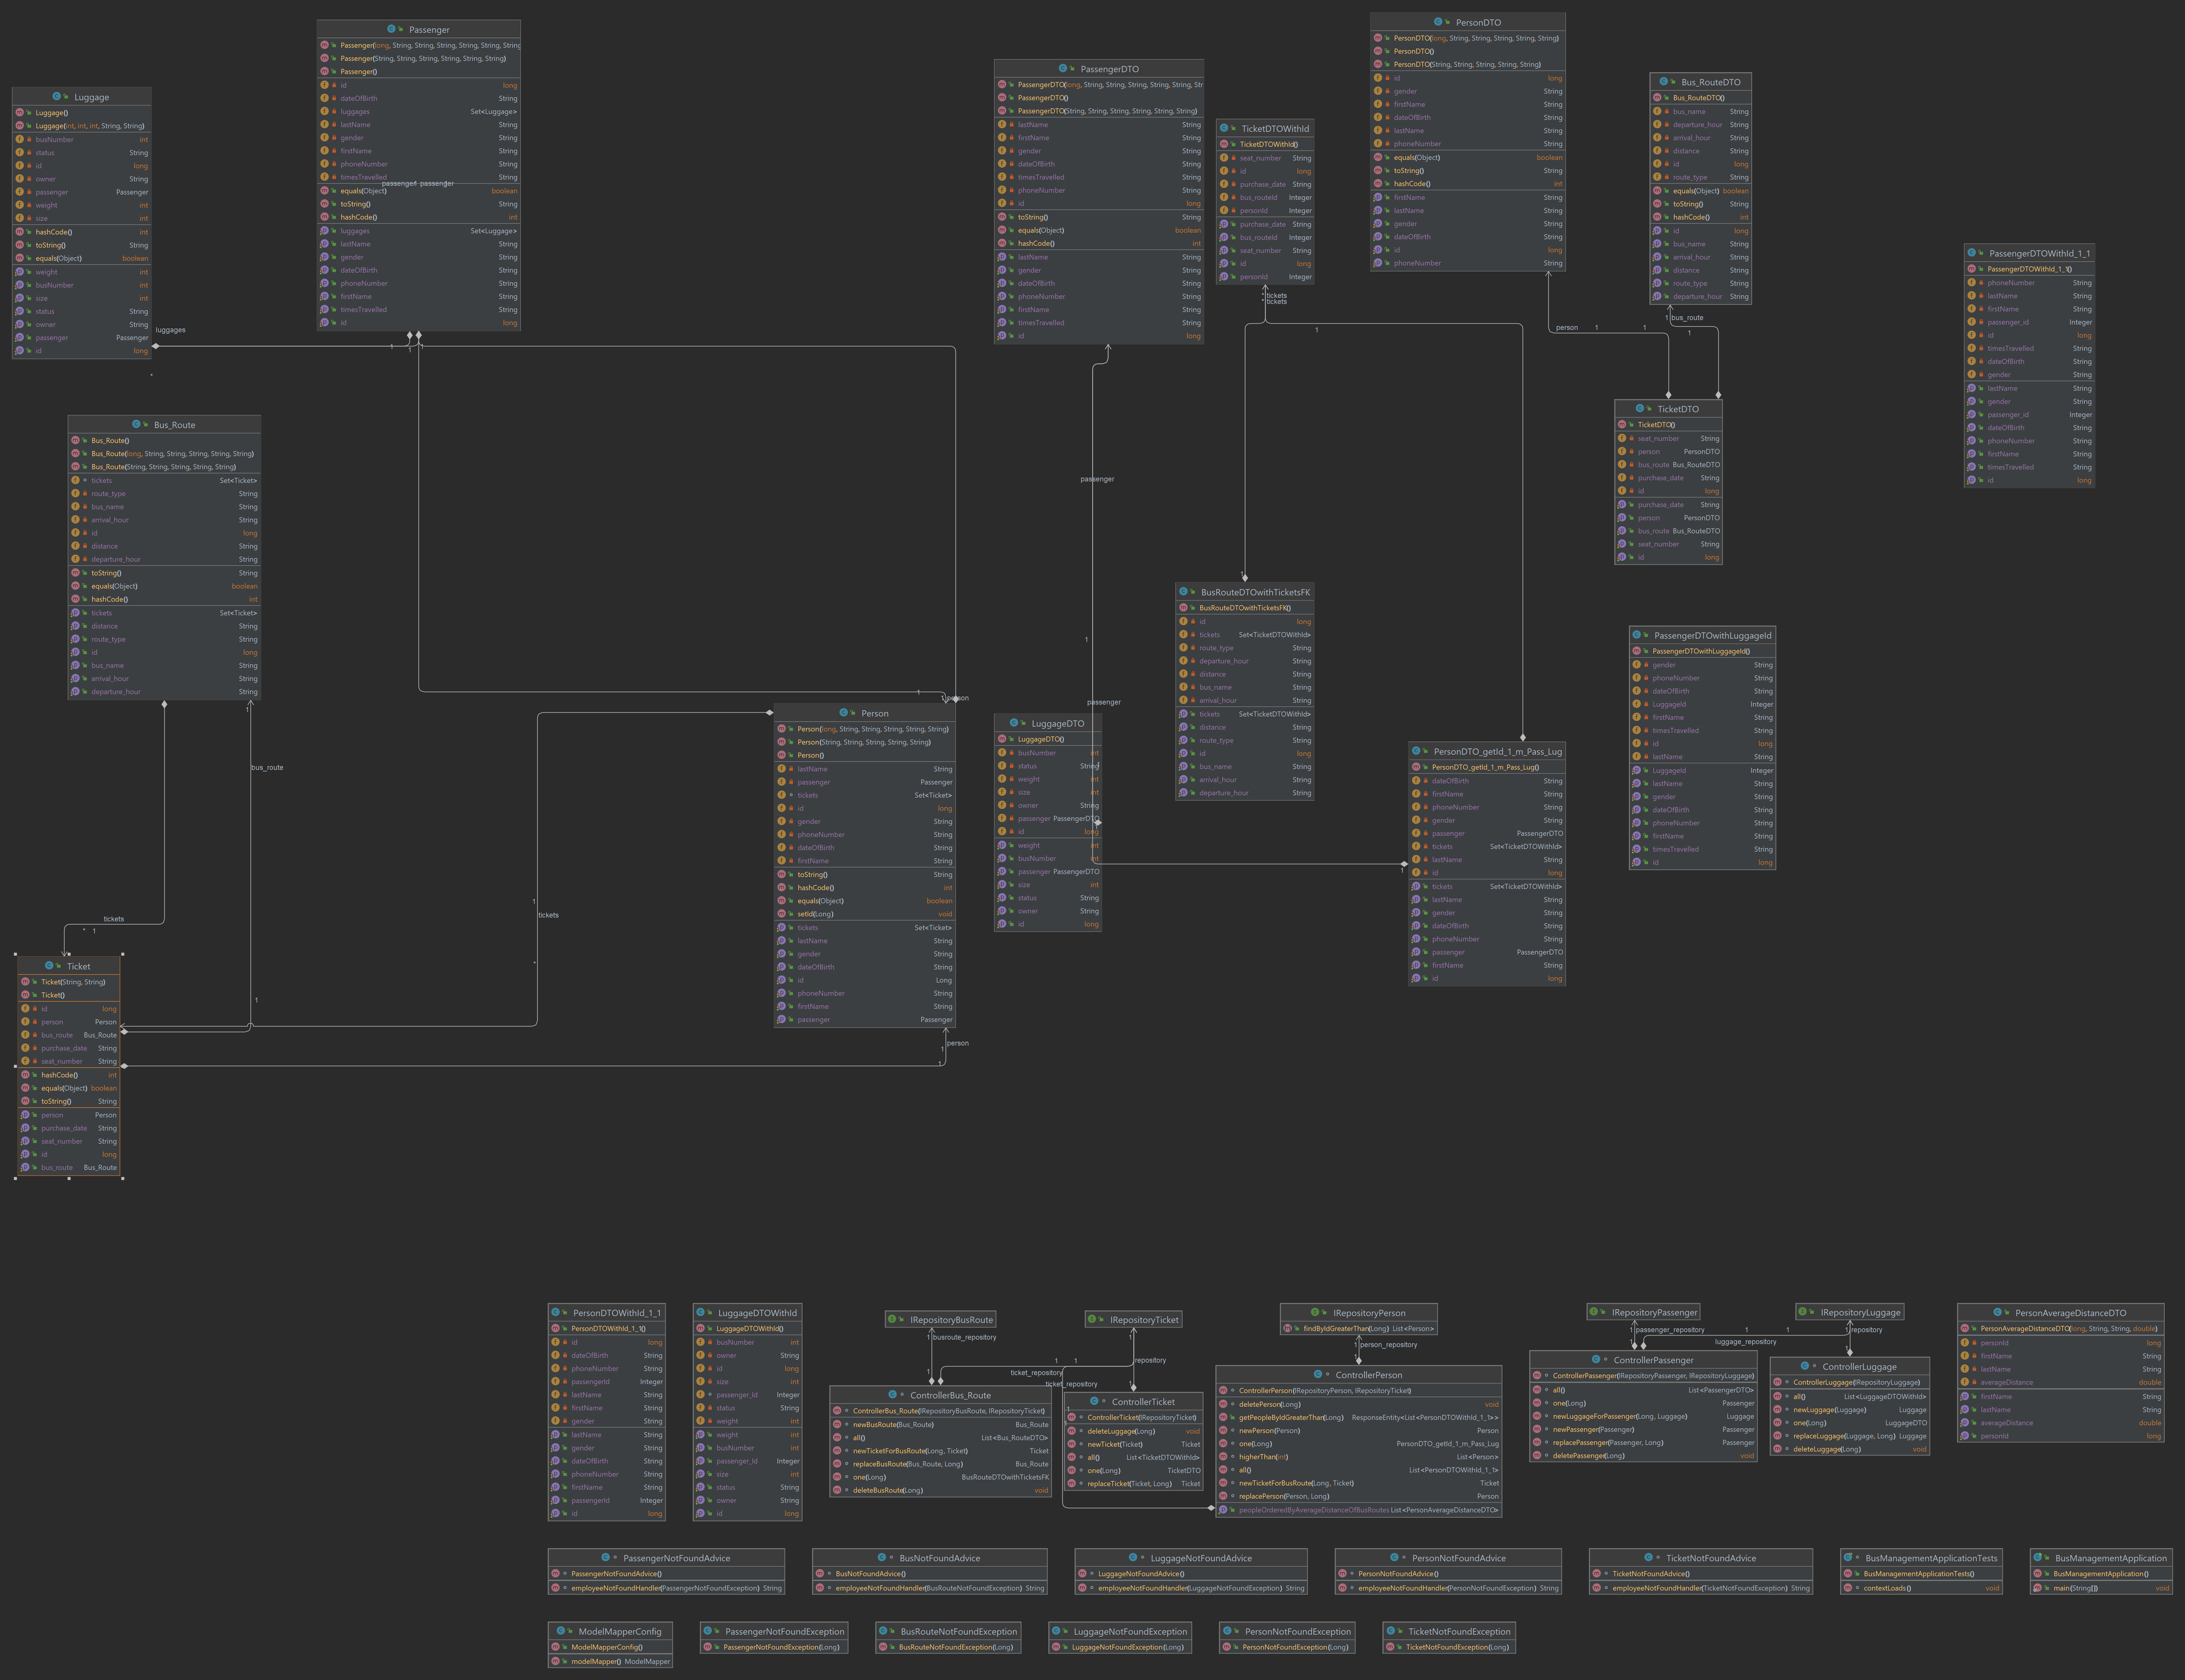 Passenger
Passenger(long, String, String, String, String, String, String
Passenger(String, String, String, String, String, String)
Passenger()
id long
dateOfBirth String
luggages Set<Luggage>
lastName String
gender String
firstName String
phoneNumber String
timesTravelled String
passenger passenger
equals(Object) boolean
toString() String
hashCode() int
luggages Set<Luggage>
lastName String
gender String
dateOfBirth String
phoneNumber String
firstName String
timesTravelled String
id long
Luggage
Luggage()
Luggage(int, int, int, String, String)
busNumber int
status String
id long
owner String
passenger Passenger
weight int
size int
hashCode() int
toString() String
equals(Object) boolean
weight int
busNumber int
size int
status String
owner String
passenger Passenger
id long
luggages
1
1
1
*
Bus_Route
Bus_Route()
Bus_Route(long, String, String, String, String, String)
Bus_Route(String, String, String, String, String)
tickets Set<Ticket>
route_type String
bus_name String
arrival_hour String
id long
distance String
departure_hour String
toString() String
equals(Object) boolean
hashCode() int
tickets Set<Ticket>
distance String
route_type String
id long
bus_name String
arrival_hour String
departure_hour String
1
bus_route
tickets
* 1
1
Ticket
Ticket(String, String)
Ticket()
id long
person Person
bus_route Bus_Route
purchase_date String
seat_number String
hashCode() int
equals(Object) boolean
toString() String
person Person
purchase_date String
seat_number String
id long
bus_route Bus_Route
1
1 person
1
tickets
*
Person
Person(long, String, String, String, String, String)
Person(String, String, String, String, String)
Person()
lastName String
passenger Passenger
tickets Set<Ticket>
id long
gender String
phoneNumber String
dateOfBirth String
firstName String
toString() String
hashCode() int
equals(Object) boolean
setId(Long) void
tickets Set<Ticket>
lastName String
gender String
dateOfBirth String
id Long
phoneNumber String
firstName String
passenger Passenger
person
1
1
PassengerDTO
PassengerDTO(long, String, String, String, String, String, Str
PassengerDTO()
PassengerDTO(String, String, String, String, String, String)
lastName String
firstName String
gender String
dateOfBirth String
timesTravelled String
phoneNumber String
id long
toString() String
equals(Object) boolean
hashCode() int
lastName String
gender String
dateOfBirth String
phoneNumber String
firstName String
timesTravelled String
id long
passenger
1
passenger
LuggageDTO
LuggageDTO()
busNumber int
status String
weight int
size int
owner String
passenger PassengerDTO
id long
weight int
busNumber int
passenger PassengerDTO
size int
status String
owner String
id long
TicketDTOWithId
TicketDTOWithId()
seat_number String
id long
purchase_date String
bus_routeId Integer
personId Integer
purchase_date String
bus_routeId Integer
seat_number String
id long
personId Integer
* tickets
* tickets
1
1
BusRouteDTOwithTicketsFK
BusRouteDTOwithTicketsFK()
id long
tickets Set<TicketDTOWithId>
route_type String
departure_hour String
distance String
bus_name String
arrival_hour String
tickets Set<TicketDTOWithId>
distance String
route_type String
id long
bus_name String
arrival_hour String
departure_hour String
PersonDTO
PersonDTO(long, String, String, String, String, String)
PersonDTO()
PersonDTO(String, String, String, String, String)
id long
gender String
firstName String
dateOfBirth String
lastName String
phoneNumber String
equals(Object) boolean
toString() String
hashCode() int
firstName String
lastName String
gender String
dateOfBirth String
id long
phoneNumber String
person 1 1
Bus_RouteDTO
Bus_RouteDTO()
bus_name String
departure_hour String
arrival_hour String
distance String
id long
route_type String
equals(Object) boolean
toString() String
hashCode() int
id long
bus_name String
arrival_hour String
distance String
route_type String
departure_hour String
1 bus_route
1
TicketDTO
TicketDTO()
seat_number String
person PersonDTO
bus_route Bus_RouteDTO
purchase_date String
id long
purchase_date String
person PersonDTO
bus_route Bus_RouteDTO
seat_number String
id long
PassengerDTOWithId_1_1
PassengerDTOWithId_1_1()
phoneNumber String
lastName String
firstName String
passenger_id Integer
id long
timesTravelled String
dateOfBirth String
gender String
lastName String
gender String
passenger_id Integer
dateOfBirth String
phoneNumber String
firstName String
timesTravelled String
id long
PassengerDTOwithLuggageId
PassengerDTOwithLuggageId()
gender String
phoneNumber String
dateOfBirth String
LuggageId Integer
firstName String
timesTravelled String
id long
lastName String
LuggageId Integer
lastName String
gender String
dateOfBirth String
phoneNumber String
firstName String
timesTravelled String
id long
PersonDTO_getId_1_m_Pass_Lug
PersonDTO_getId_1_m_Pass_Lug()
dateOfBirth String
firstName String
phoneNumber String
gender String
passenger PassengerDTO
tickets Set<TicketDTOWithId>
lastName String
id long
tickets Set<TicketDTOWithId>
lastName String
gender String
dateOfBirth String
phoneNumber String
passenger PassengerDTO
firstName String
id long
1
PersonDTOWithId_1_1
PersonDTOWithId_1_1()
id long
dateOfBirth String
phoneNumber String
passengerId Integer
lastName String
firstName String
gender String
lastName String
gender String
dateOfBirth String
phoneNumber String
firstName String
passengerId Integer
id long
LuggageDTOWithId
LuggageDTOWithId()
busNumber int
owner String
id long
size int
passenger_Id Integer
status String
weight int
weight int
busNumber int
passenger_Id Integer
size int
status String
owner String
id long
IRepositoryBusRoute
1 busroute_repository
1
ControllerBus_Route
ControllerBus_Route(IRepositoryBusRoute, IRepositoryTicket)
newBusRoute(Bus_Route) Bus_Route
all() List<Bus_RouteDTO>
newTicketForBusRoute(Long, Ticket) Ticket
replaceBusRoute(Bus_Route, Long) Bus_Route
one(Long) BusRouteDTOwithTicketsFK
deleteBusRoute(Long) void
IRepositoryTicket
1
1 1 repository
ticket_repository
ticket_repository
1
ControllerTicket
ControllerTicket(IRepositoryTicket)
deleteLuggage(Long) void
newTicket(Ticket) Ticket
all() List<TicketDTOWithId>
one(Long) TicketDTO
replaceTicket(Ticket, Long) Ticket
IRepositoryPerson
findByIdGreaterThan(Long) List<Person>
1 person_repository
1
ControllerPerson
ControllerPerson(IRepositoryPerson, IRepositoryTicket)
deletePerson(Long) void
getPeopleByIdGreaterThan(Long) ResponseEntity<List<PersonDTOWithId_1_1>>
newPerson(Person) Person
one(Long) PersonDTO_getId_1_m_Pass_Lug
higherThan(int) List<Person>
all() List<PersonDTOWithId_1_1>
newTicketForBusRoute(Long, Ticket) Ticket
replacePerson(Person, Long) Person
peopleOrderedByAverageDistanceOfBusRoutes List<PersonAverageDistanceDTO>
IRepositoryPassenger
1 passenger_repository 1 1
1 luggage_repository
ControllerPassenger
ControllerPassenger(IRepositoryPassenger, IRepositoryLuggage)
all() List<PassengerDTO>
one(Long) Passenger
newLuggageForPassenger(Long, Luggage) Luggage
newPassenger(Passenger) Passenger
replacePassenger(Passenger, Long) Passenger
deletePassenger(Long) void
IRepositoryLuggage
1 repository
1
ControllerLuggage
ControllerLuggage(IRepositoryLuggage)
all() List<LuggageDTOWithId>
newLuggage(Luggage) Luggage
one(Long) LuggageDTO
replaceLuggage(Luggage, Long) Luggage
deleteLuggage(Long) void
PersonAverageDistanceDTO
PersonAverageDistanceDTO(long, String, String, double)
personId long
firstName String
lastName String
averageDistance double
firstName String
lastName String
averageDistance double
personId long
PassengerNotFoundAdvice
PassengerNotFoundAdvice()
employeeNotFoundHandler(PassengerNotFoundException) String
BusNotFoundAdvice
BusNotFoundAdvice()
employeeNotFoundHandler(BusRouteNotFoundException) String
LuggageNotFoundAdvice
LuggageNotFoundAdvice()
employeeNotFoundHandler(LuggageNotFoundException) String
PersonNotFoundAdvice
PersonNotFoundAdvice()
employeeNotFoundHandler(PersonNotFoundException) String
TicketNotFoundAdvice
TicketNotFoundAdvice()
employeeNotFoundHandler(TicketNotFoundException) String
BusManagementApplicationTests
BusManagementApplicationTests()
contextLoads() void
BusManagementApplication
BusManagementApplication()
main(String[]) void
ModelMapperConfig
ModelMapperConfig()
modelMapper() ModelMapper
PassengerNotFoundException
PassengerNotFoundException(Long)
BusRouteNotFoundException
BusRouteNotFoundException(Long)
LuggageNotFoundException
LuggageNotFoundException(Long)
PersonNotFoundException
PersonNotFoundException(Long)
TicketNotFoundException
TicketNotFoundException(Long)